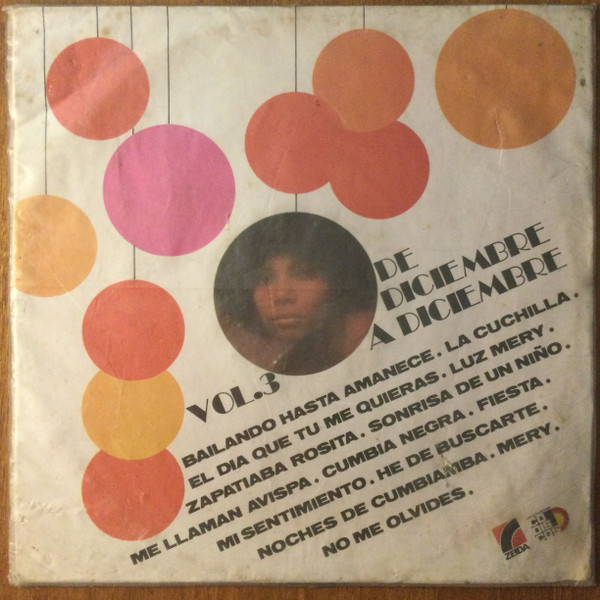 DE
DICIEMBRE
A DICIEMBRE
VOL.3
BAILANDO HASTA AMANECE . LA CUCHILLA .
EL DIA QUE TU ME QUIERAS . LUZ MERY .
ZAPATIABA ROSITA . SONRISA DE UN NIÑO .
ME LLAMAN AVISPA . CUMBIA NEGRA . FIESTA .
MI SENTIMIENTO . HE DE BUSCARTE .
NOCHES DE CUMBIAMBA . MERY .
NO ME OLVIDES .
ZEIDA